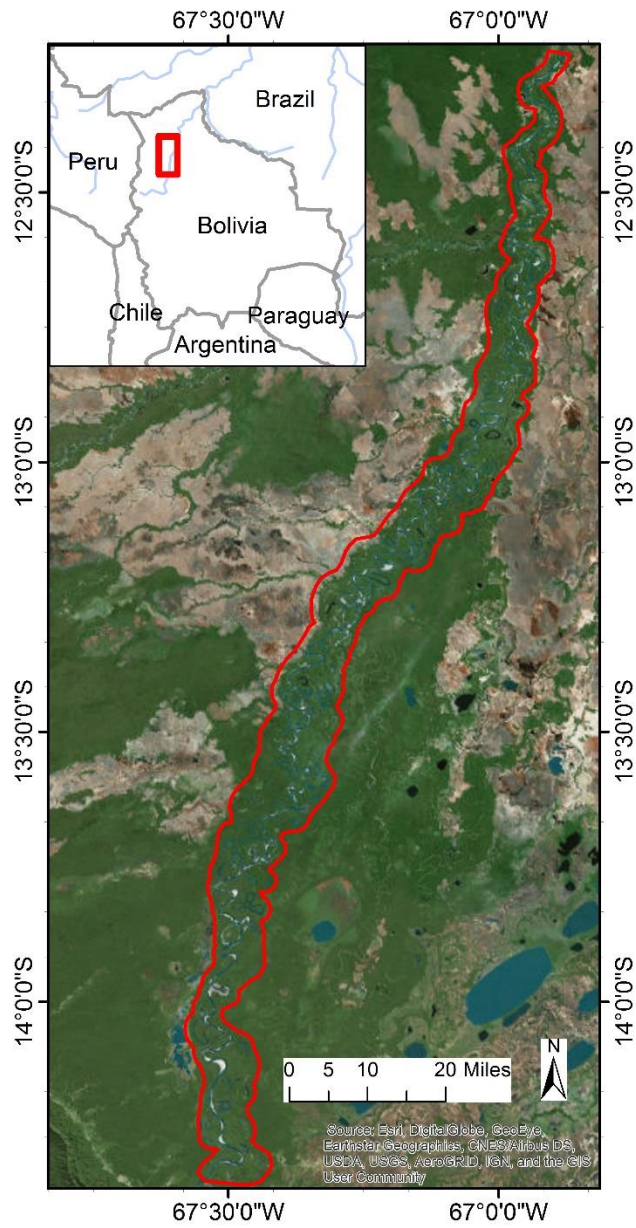 67°30'0"W 67°0'0"W
Brazil
Peru
Bolivia
Chile
Paraguay
Argentina
12°30'0"S 12°30'0"S
13°0'0"S 13°0'0"S
13°30'0"S 13°30'0"S
14°0'0"S 14°0'0"S
N
0 5 10 20 Miles
Source: Esri, DigitalGlobe, GeoEye,
Earthstar Geographics, CNES/Airbus DS,
USDA, USGS, AeroGRID, IGN, and the GIS
User Community
67°30'0"W 67°0'0"W